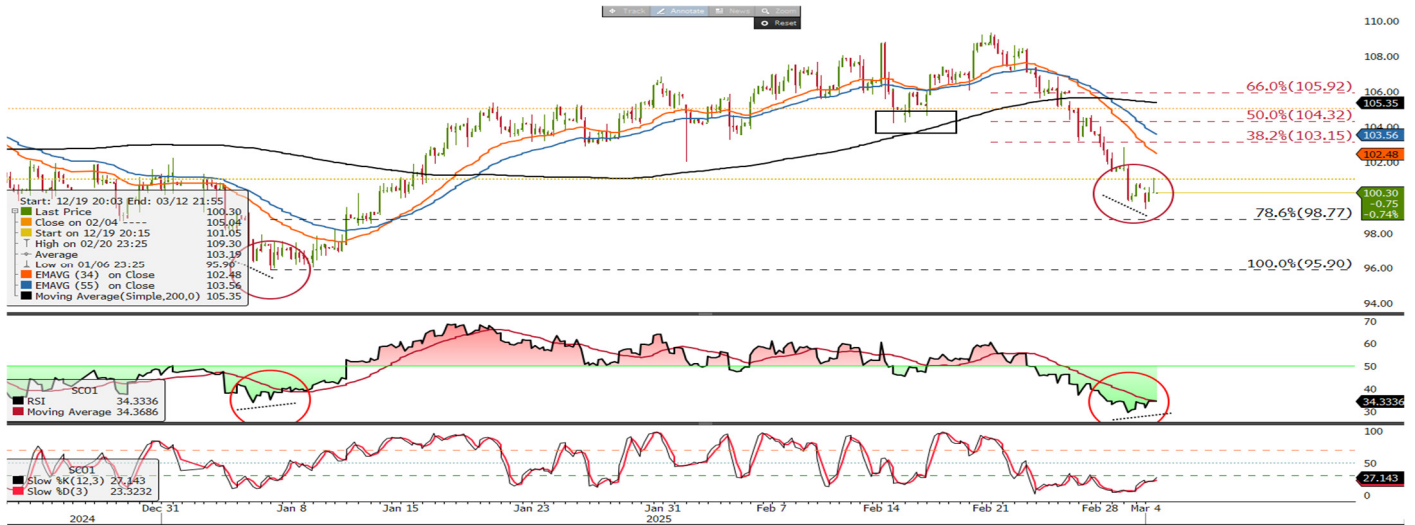 Track Annotate News Zoom
Reset
110.00
108.00
106.00
104.00
102.00
98.00
96.00
94.00
66.0%(105.92)
50.0%(104.32)
38.2%(103.15)
78.6%(98.77)
100.0%(95.90)
105.35
103.56
102.48
100.30
-0.75
-0.74%
Start: 12/19 20:03 End: 03/12 21:55
Last Price 100.30
Close on 02/04 ---- 105.04
Start on 12/19 20:15 101.05
High on 02/20 23:25 109.30
Average 103.19
Low on 01/06 23:25 95.90
EMAVG (34) on Close 102.48
EMAVG (55) on Close 103.56
Moving Average(Simple,200,0) 105.35
70
60
50
40
30
34.3336
SCO1
RSI 34.3336
Moving Average 34.3686
100
50
0
27.143
SCO1
Slow %K(12,3) 27.143
Slow %D(3) 23.3232
Dec 31 Jan 8 Jan 15 Jan 23 Jan 31 Feb 7 Feb 14 Feb 21 Feb 28 Mar 4
2024 2025